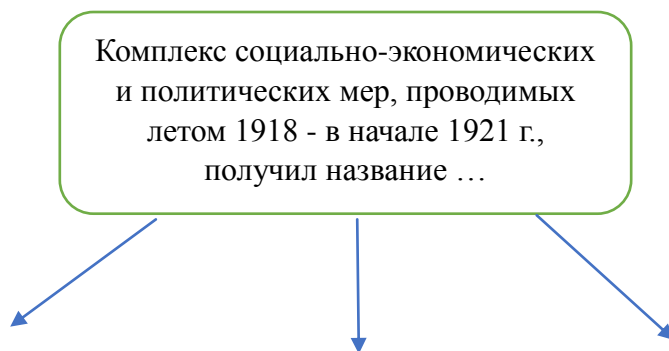 Комплекс социально-экономических
и политических мер, проводимых
летом 1918 - в начале 1921 г.,
получил название …